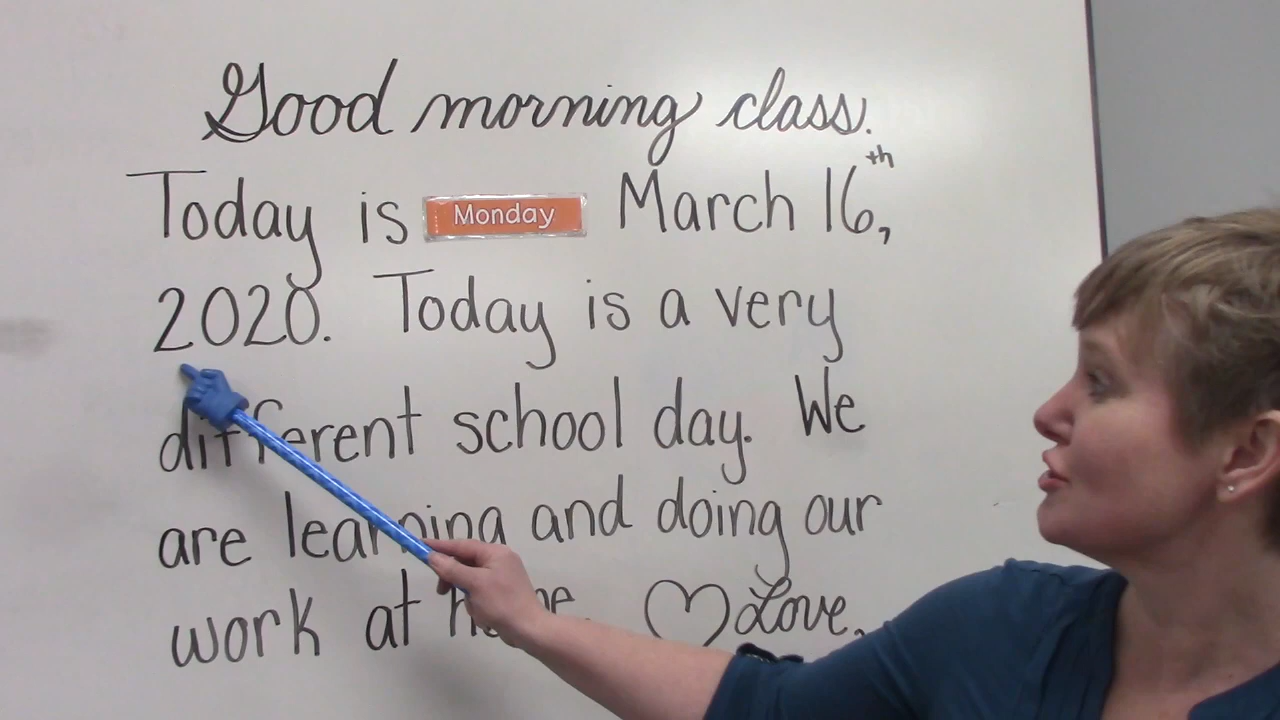 Good morning class.
Today is Monday March 16th,
2020. Today is a very
different school day. We
are learning and doing our
work at home. ♡ Love,